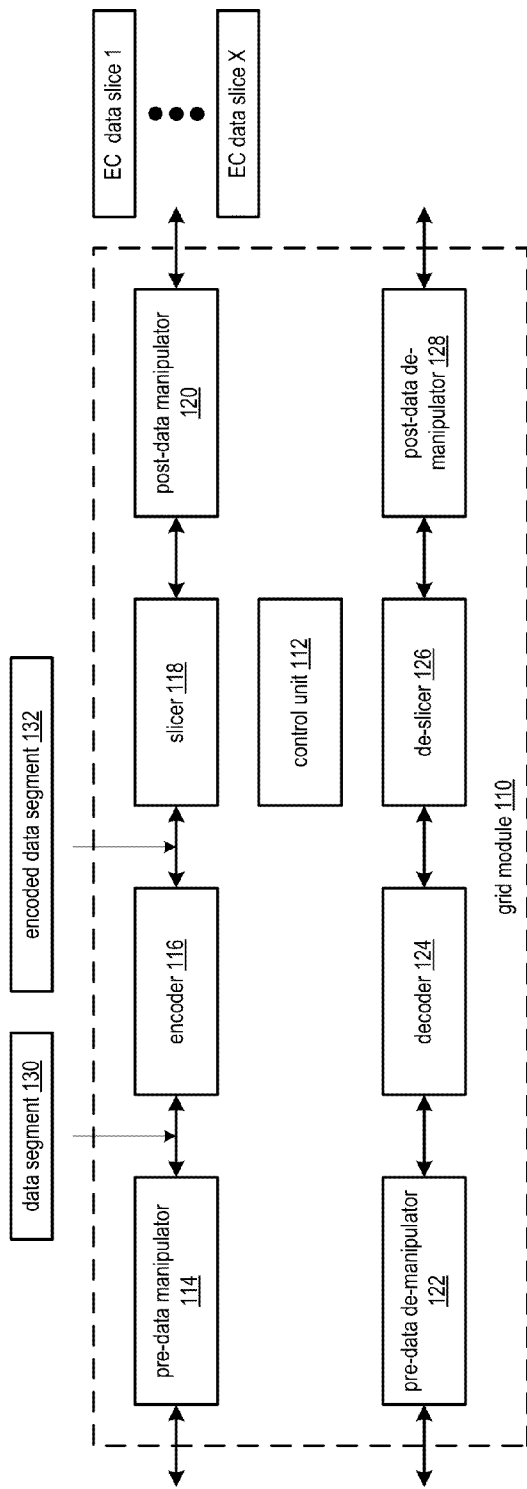 data segment 130
encoded data segment 132
pre-data manipulator
114
encoder 116
slicer 118
post-data manipulator
120
EC data slice 1
EC data slice X
control unit 112
pre-data de-manipulator
122
decoder 124
de-slicer 126
post-data de-
manipulator 128
grid module 110